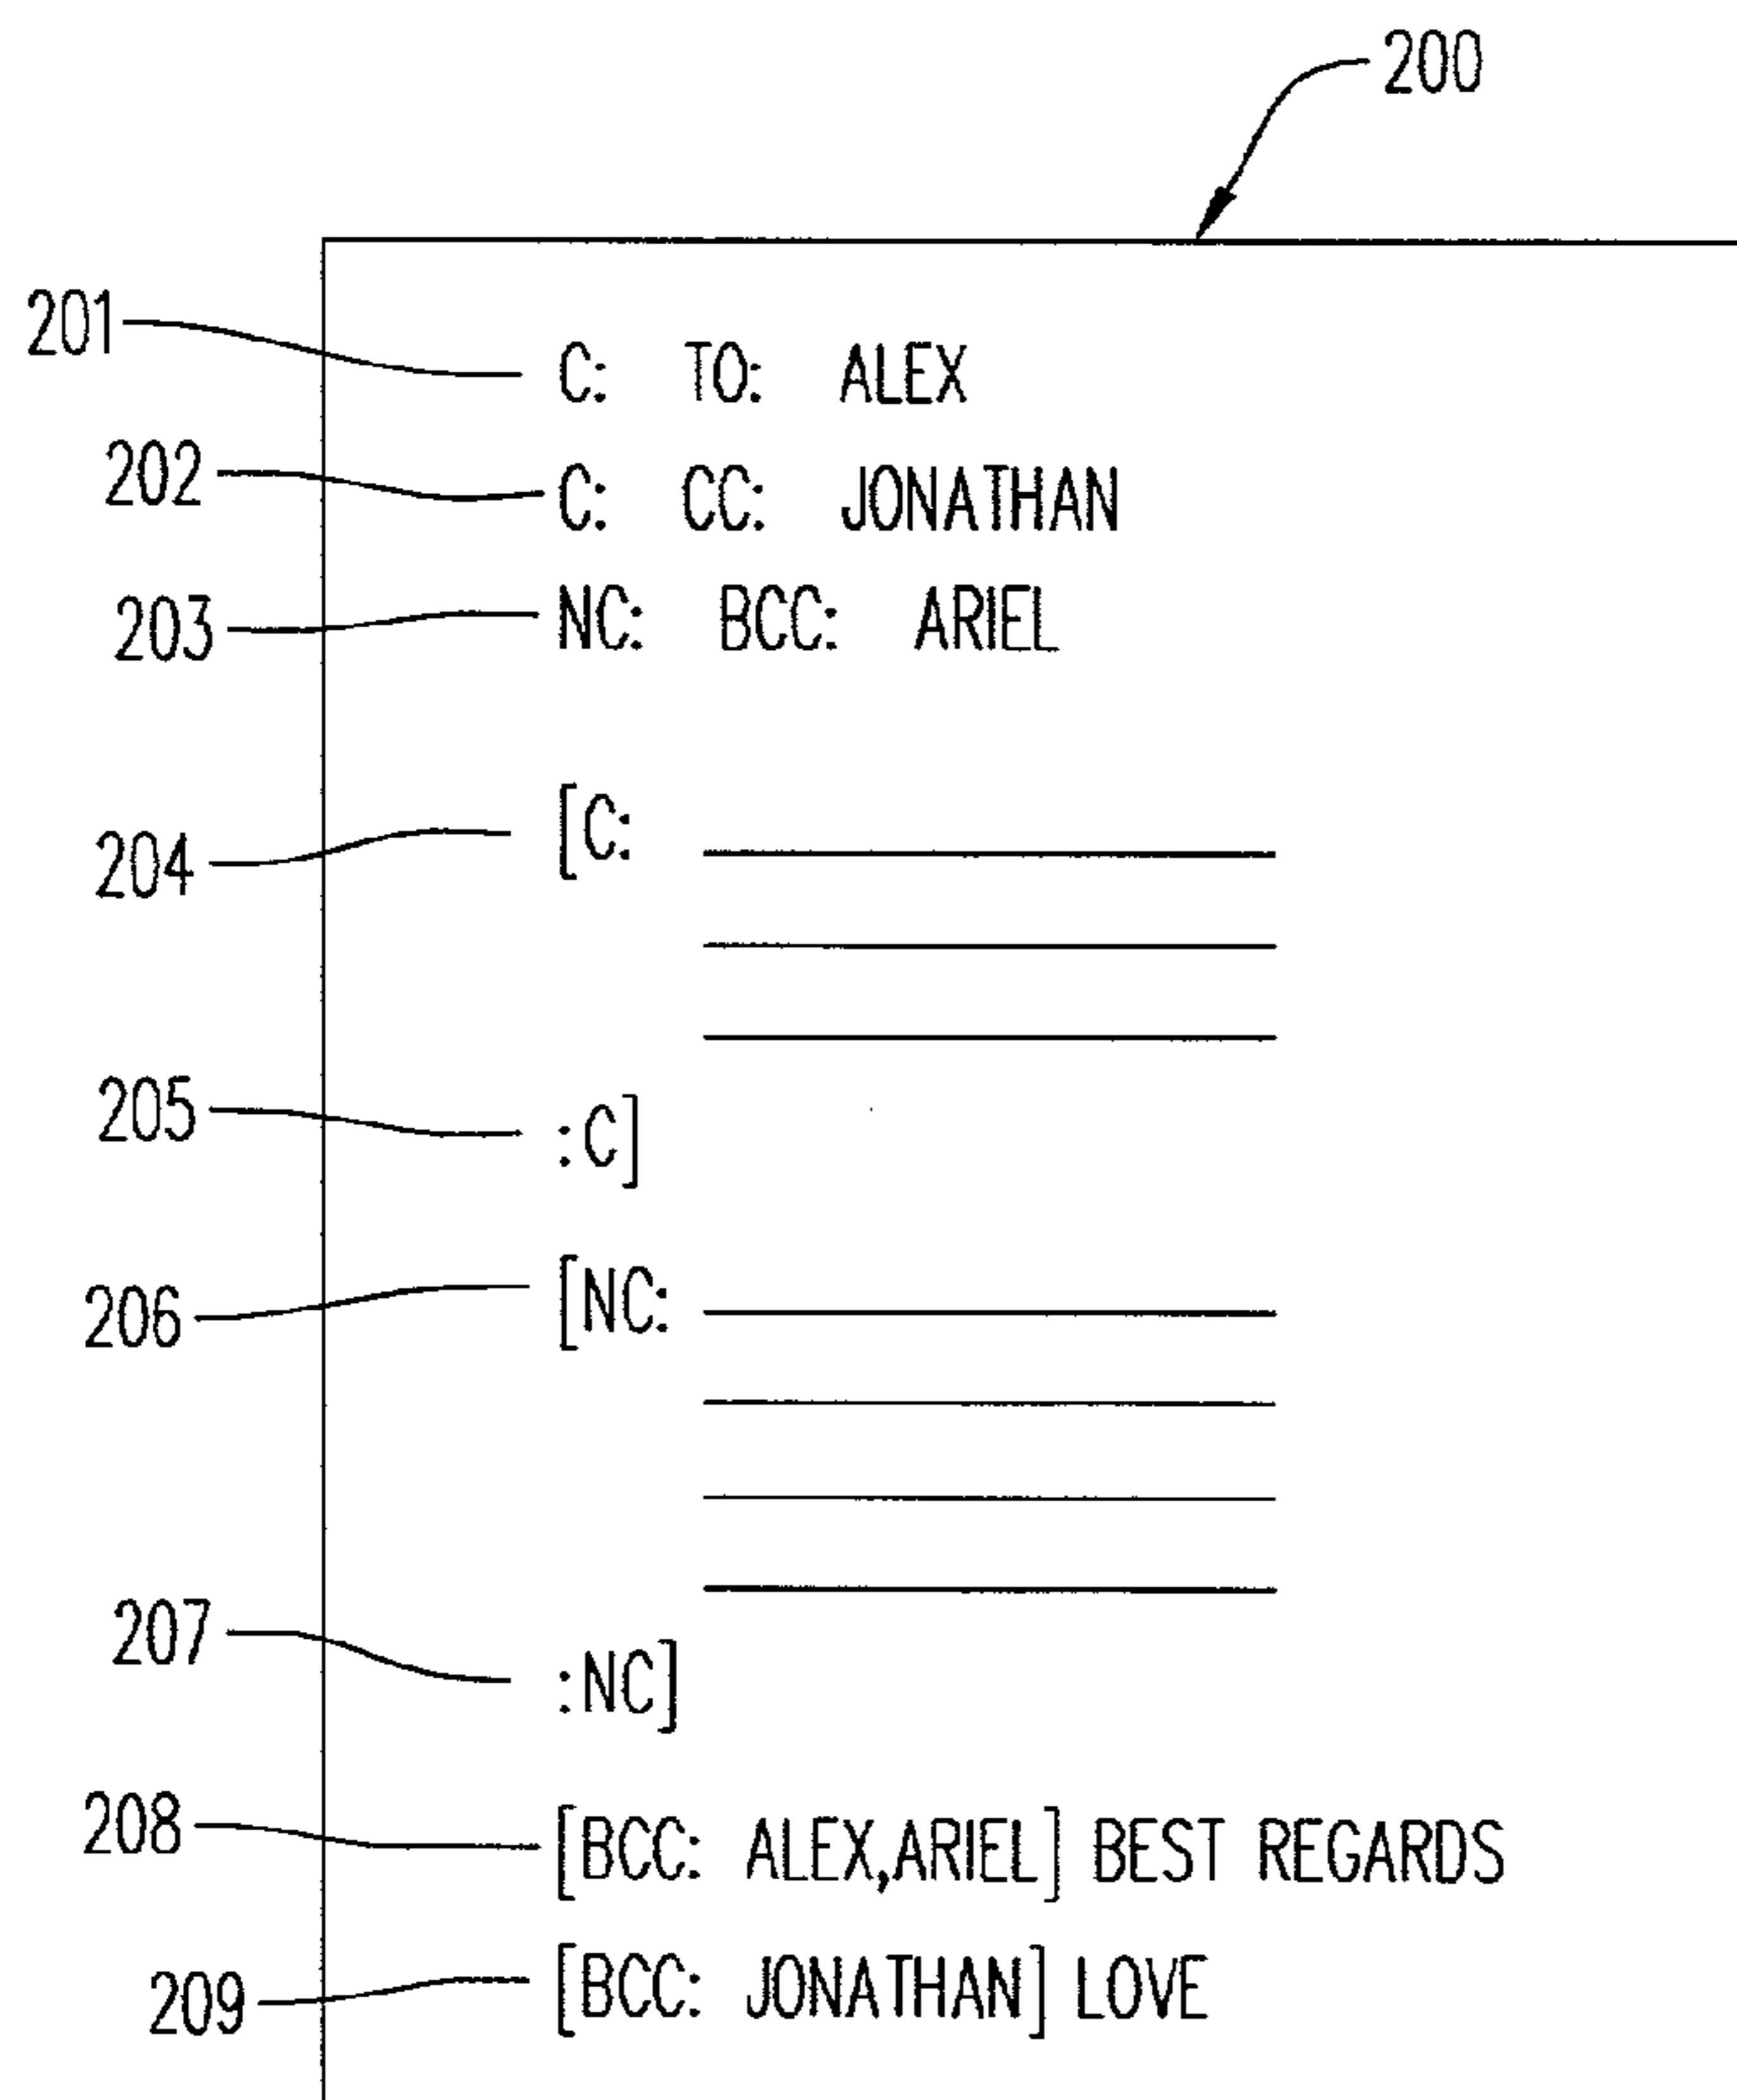 200
201 C: TO: ALEX
202 C: CC: JONATHAN
203 NC: BCC: ARIEL
204 [C:
205 :C]
206 [NC:
207 :NC]
208 [BCC: ALEX,ARIEL] BEST REGARDS
209 [BCC: JONATHAN] LOVE